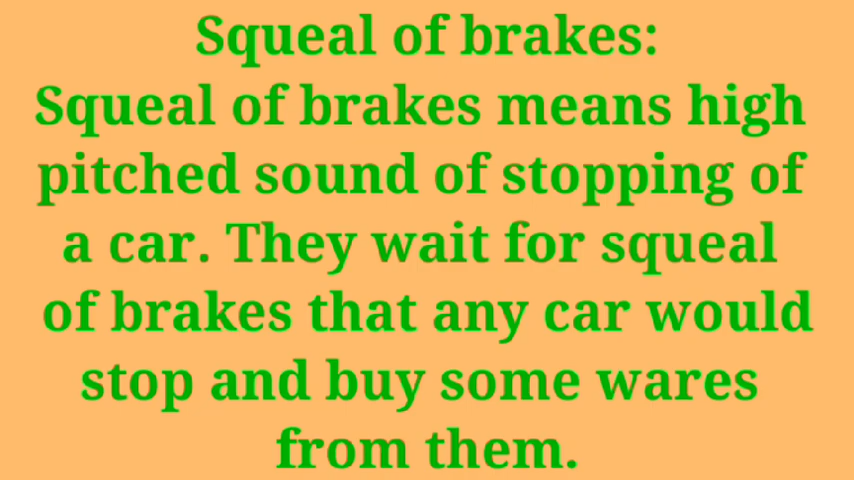 Squeal of brakes:
Squeal of brakes means high
pitched sound of stopping of
a car. They wait for squeal
of brakes that any car would
stop and buy some wares
from them.